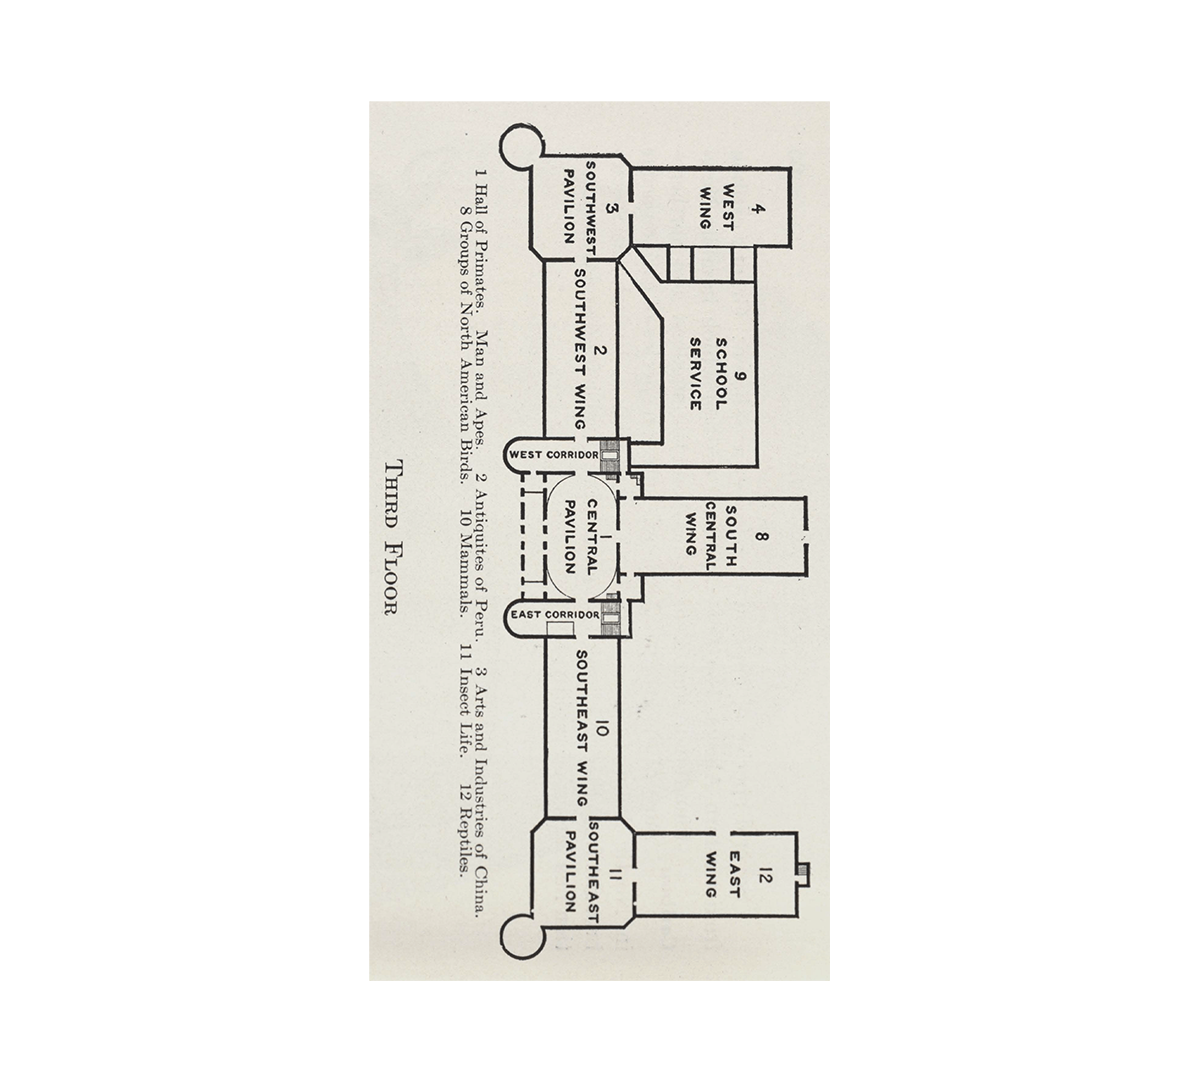 4
WEST
WING
3
SOUTHWEST
PAVILION
9
SCHOOL
SERVICE
2
SOUTHWEST WING
WEST CORRIDOR
8
SOUTH
CENTRAL
WING
1
CENTRAL
PAVILION
EAST CORRIDOR
10
SOUTHEAST WING
12
EAST
WING
11
SOUTHEAST
PAVILION
1 Hall of Primates. Man and Apes. 2 Antiquites of Peru. 3 Arts and Industries of China.
8 Groups of North American Birds. 10 Mammals. 11 Insect Life. 12 Reptiles.
THIRD FLOOR